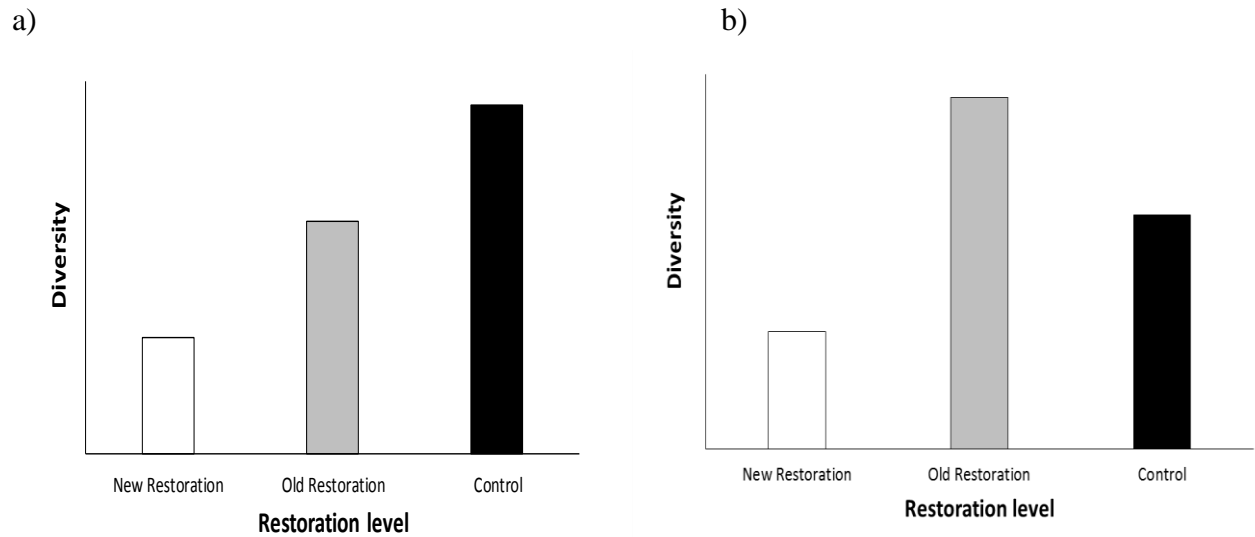 a)
Diversity
New Restoration Old Restoration Control
Restoration level
b)
Diversity
New Restoration Old Restoration Control
Restoration level